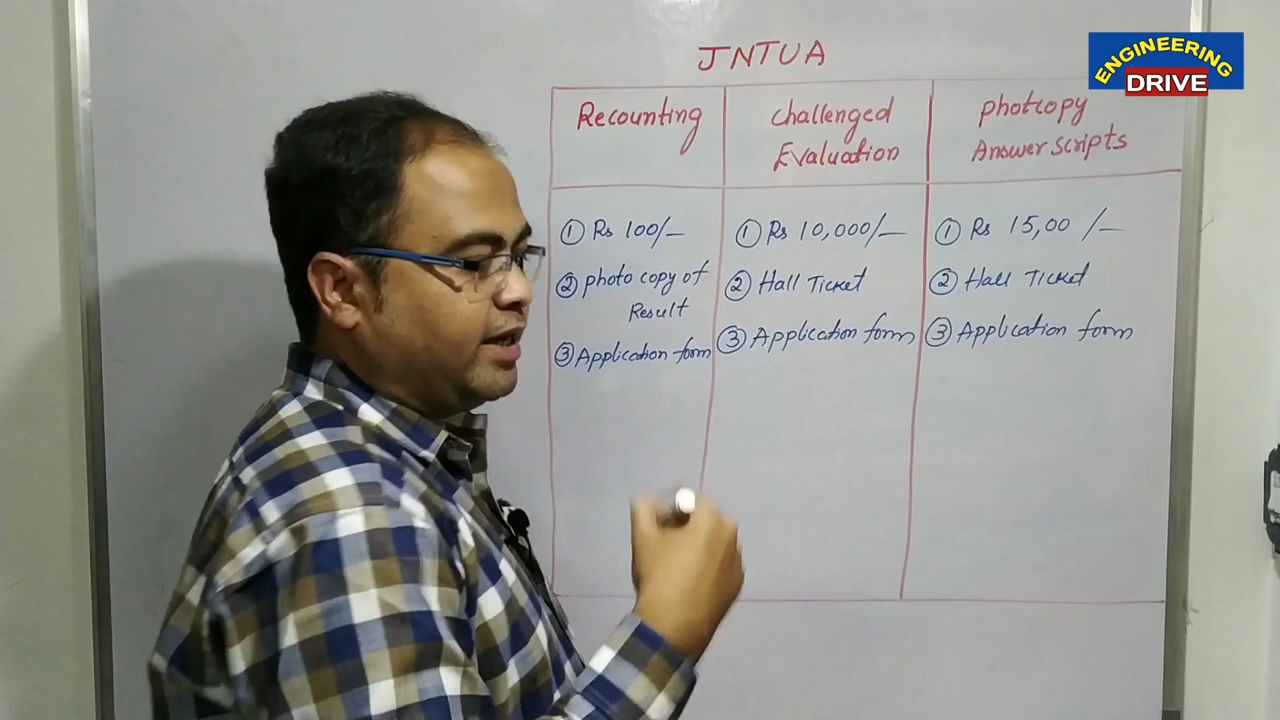 ENGINEERING
DRIVE
JNTUA
Recounting
① Rs 100/-
② photo copy of
Result
③ Application form
challenged
Evaluation
① Rs 10,000/-
② Hall Ticket
③ Application form
photcopy
Answer scripts
① Rs 15,00 /-
② Hall Ticket
③ Application form